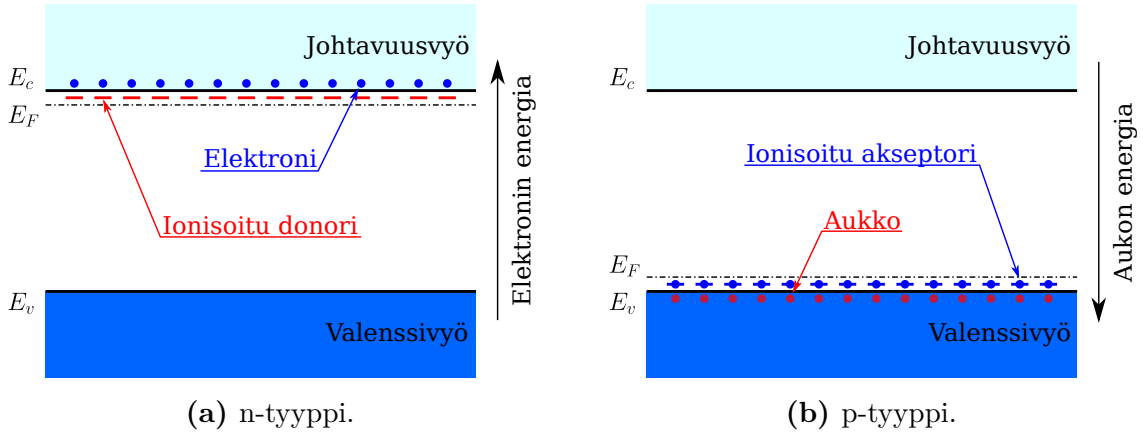 Johtavuusvyö
E_c
E_F
Elektroni
Ionisoitu donori
E_v
Valenssivyö
Elektronin energia
(a) n-tyyppi.
Johtavuusvyö
E_c
Ionisoitu akseptori
Aukko
E_F
E_v
Valenssivyö
Aukon energia
(b) p-tyyppi.